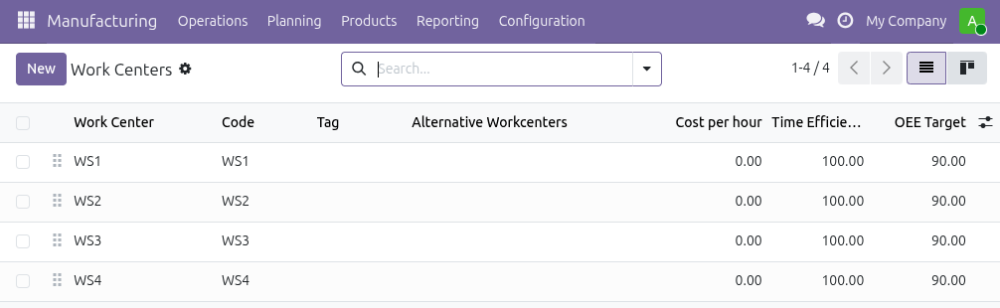 Manufacturing Operations Planning Products Reporting Configuration My Company A
New Work Centers Search... 1-4 / 4
Work Center Code Tag Alternative Workcenters Cost per hour Time Efficie... OEE Target
WS1 WS1 0.00 100.00 90.00
WS2 WS2 0.00 100.00 90.00
WS3 WS3 0.00 100.00 90.00
WS4 WS4 0.00 100.00 90.00